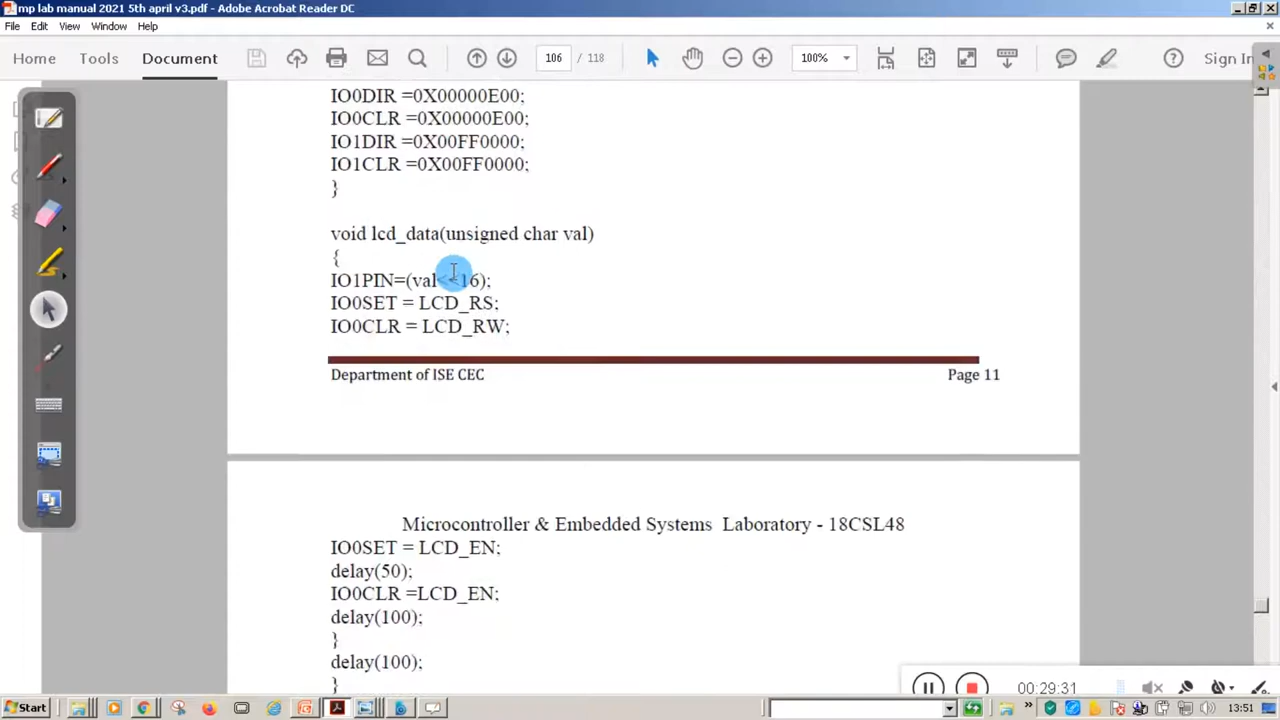 mp lab manual 2021 5th april v3.pdf - Adobe Acrobat Reader DC
File Edit View Window Help
Home Tools Document 106 / 118 100% Sign In
IO0DIR =0X00000E00;
IO0CLR =0X00000E00;
IO1DIR =0X00FF0000;
IO1CLR =0X00FF0000;
}
void lcd_data(unsigned char val)
{
IO1PIN=(val<<16);
IO0SET = LCD_RS;
IO0CLR = LCD_RW;
Department of ISE CEC Page 11
Microcontroller & Embedded Systems Laboratory - 18CSL48
IO0SET = LCD_EN;
delay(50);
IO0CLR =LCD_EN;
delay(100);
}
delay(100);
}
00:29:31
Start 13:51